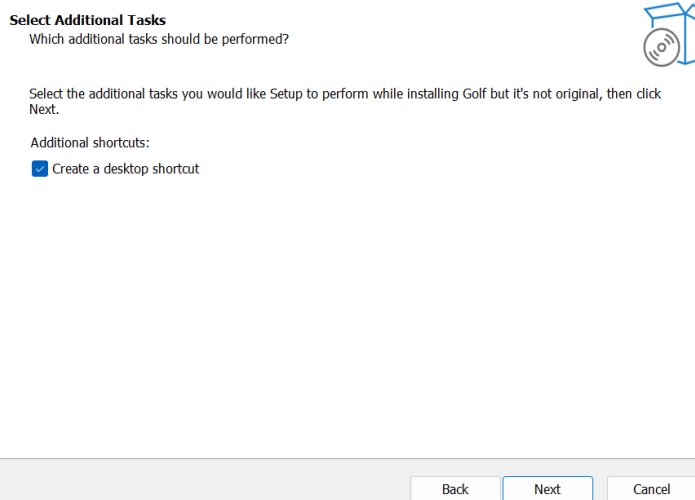 Select Additional Tasks
Which additional tasks should be performed?
Select the additional tasks you would like Setup to perform while installing Golf but it's not original, then click
Next.
Additional shortcuts:
Create a desktop shortcut
Back
Next
Cancel